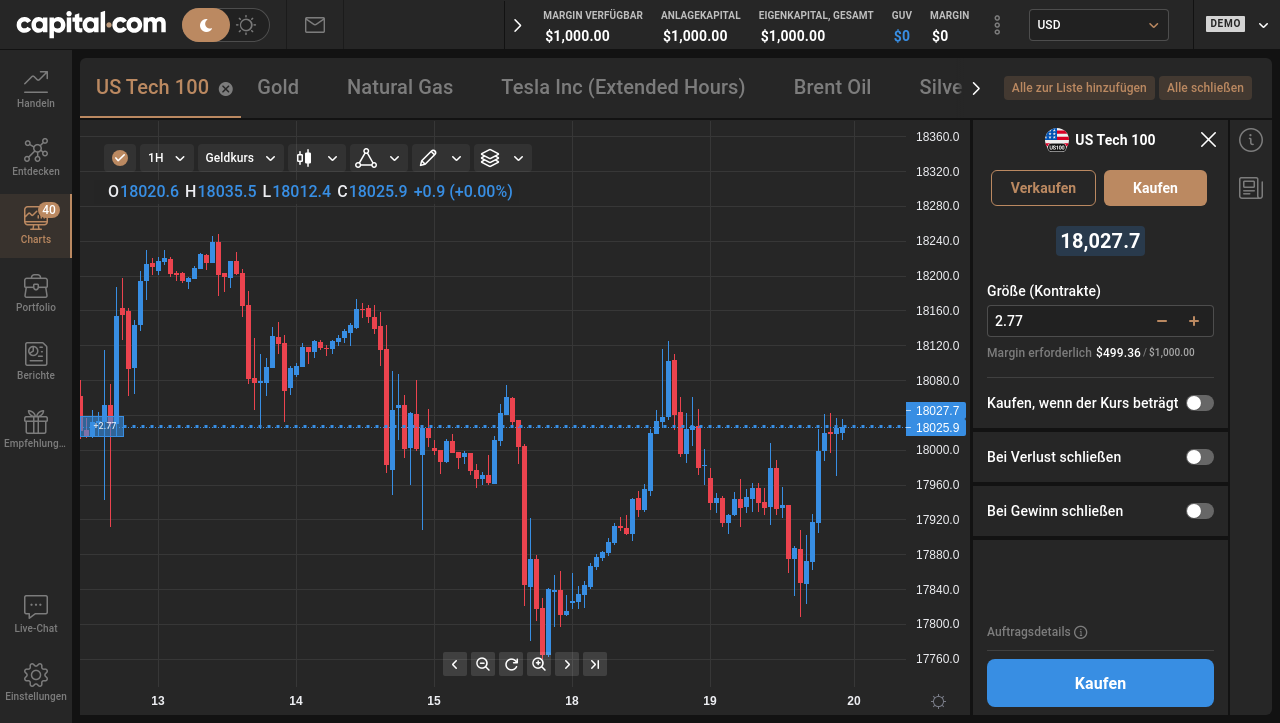 capital.com
MARGIN VERFÜGBAR
$1,000.00
ANLAGEKAPITAL
$1,000.00
EIGENKAPITAL, GESAMT
$1,000.00
GUV
$0
MARGIN
$0
USD
DEMO
Handeln
Entdecken
40
Charts
Portfolio
Berichte
Empfehlung...
Live-Chat
Einstellungen
US Tech 100
Gold
Natural Gas
Tesla Inc (Extended Hours)
Brent Oil
Silve
Alle zur Liste hinzufügen
Alle schließen
1H
Geldkurs
O18020.6 H18035.5 L18012.4 C18025.9 +0.9 (+0.00%)
+2.77
18360.0
18320.0
18280.0
18240.0
18200.0
18160.0
18120.0
18080.0
18027.7
18025.9
18000.0
17960.0
17920.0
17880.0
17840.0
17800.0
17760.0
13
14
15
18
19
20
US100
US Tech 100
Verkaufen
Kaufen
18,027.7
Größe (Kontrakte)
2.77
Margin erforderlich $499.36 / $1,000.00
Kaufen, wenn der Kurs beträgt
Bei Verlust schließen
Bei Gewinn schließen
Auftragsdetails
Kaufen